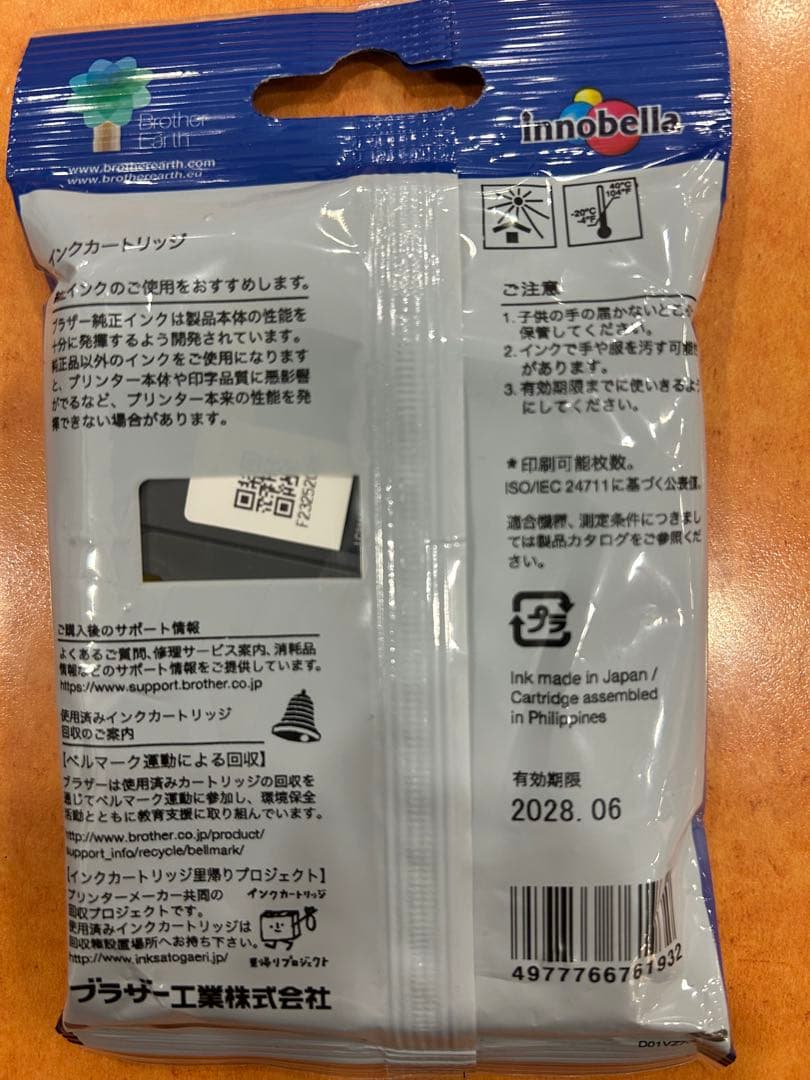 Brother
Earth
www.brotherearth.com
www.brotherearth.eu
innobella
40℃
104°F
-20℃
-4°F
インクカートリッジ
インクのご使用をおすすめします。
ブラザー純正インクは製品本体の性能を
十分に発揮するよう開発されています。
純正品以外のインクをご使用になります
と、プリンター本体や印字品質に悪影響
がでるなど、プリンター本来の性能を発
揮できない場合があります。
F232520
ご購入後のサポート情報
よくあるご質問、修理サービス案内、消耗品
情報などのサポート情報をご提供しています。
https://www.support.brother.co.jp
使用済みインクカートリッジ
回収のご案内
【ベルマーク運動による回収】
ブラザーは使用済みカートリッジの回収を
通じてベルマーク運動に参加し、環境保全
活動とともに教育支援に取り組んでいます。
http://www.brother.co.jp/product/
support_info/recycle/bellmark/
【インクカートリッジ里帰りプロジェクト】
プリンターメーカー共同の
回収プロジェクトです。
使用済みインクカートリッジは
回収箱設置場所へお持ち下さい。
http://www.inksatogaeri.jp/
インクカートリッジ
里帰りプロジェクト
ブラザー工業株式会社
ご注意
1. 子供の手の届かないところ
保管してください。
2. インクで手や服を汚す可能
があります。
3. 有効期限までに使いきるよ
にしてください。
＊印刷可能枚数。
ISO/IEC 24711に基づく公表値
適合機種、測定条件につきまし
ては製品カタログをご参照くだ
さい。
プラ
Ink made in Japan /
Cartridge assembled
in Philippines
有効期限
2028. 06
4977766761932